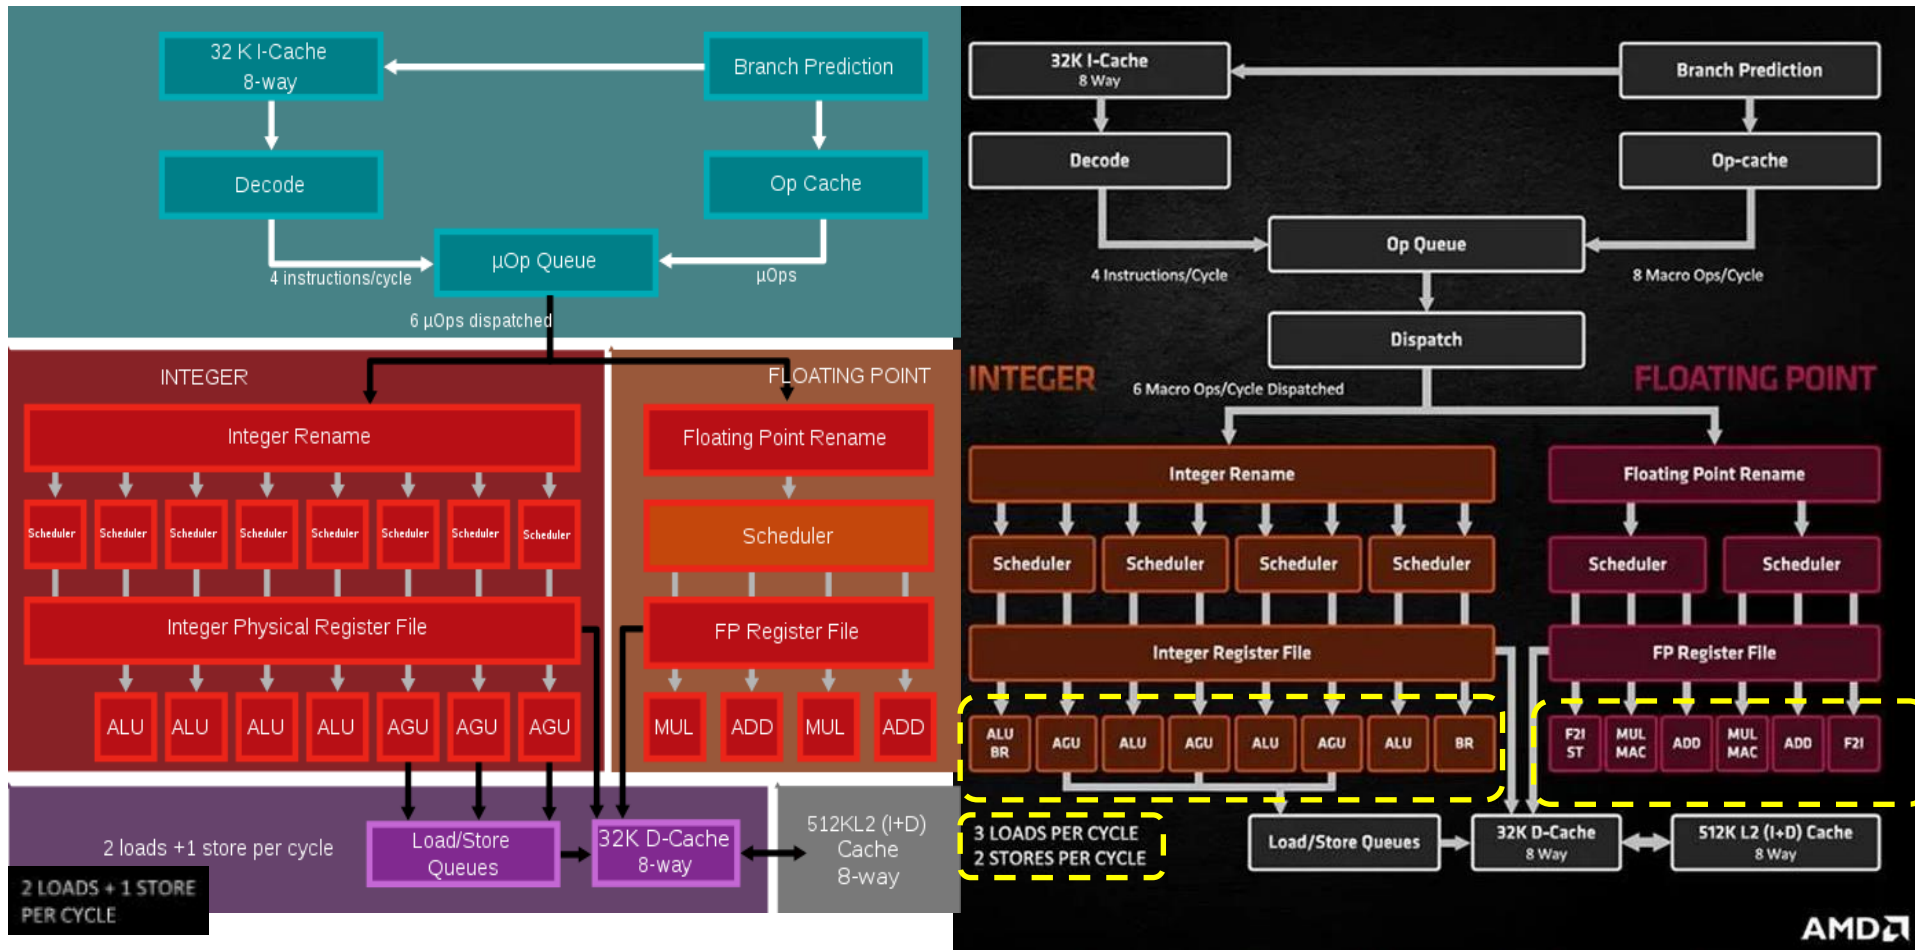 32 K I-Cache
8-way
Branch Prediction
Decode
Op Cache
µOp Queue
4 instructions/cycle
µOps
6 µOps dispatched
INTEGER
FLOATING POINT
Integer Rename
Floating Point Rename
Scheduler
Scheduler
Scheduler
Scheduler
Scheduler
Scheduler
Scheduler
Scheduler
Scheduler
Integer Physical Register File
FP Register File
ALU
ALU
ALU
ALU
AGU
AGU
AGU
MUL
ADD
MUL
ADD
2 loads +1 store per cycle
Load/Store
Queues
32K D-Cache
8-way
512KL2 (I+D)
Cache
8-way
2 LOADS + 1 STORE
PER CYCLE
32K I-Cache
8 Way
Branch Prediction
Decode
Op-cache
Op Queue
4 Instructions/Cycle
8 Macro Ops/Cycle
Dispatch
INTEGER
FLOATING POINT
6 Macro Ops/Cycle Dispatched
Integer Rename
Floating Point Rename
Scheduler
Scheduler
Scheduler
Scheduler
Scheduler
Scheduler
Integer Register File
FP Register File
ALU
BR
AGU
ALU
AGU
ALU
AGU
ALU
BR
F2I
ST
MUL
MAC
ADD
MUL
MAC
ADD
F2I
3 LOADS PER CYCLE
2 STORES PER CYCLE
Load/Store Queues
32K D-Cache
8 Way
512K L2 (I+D) Cache
8 Way
AMD